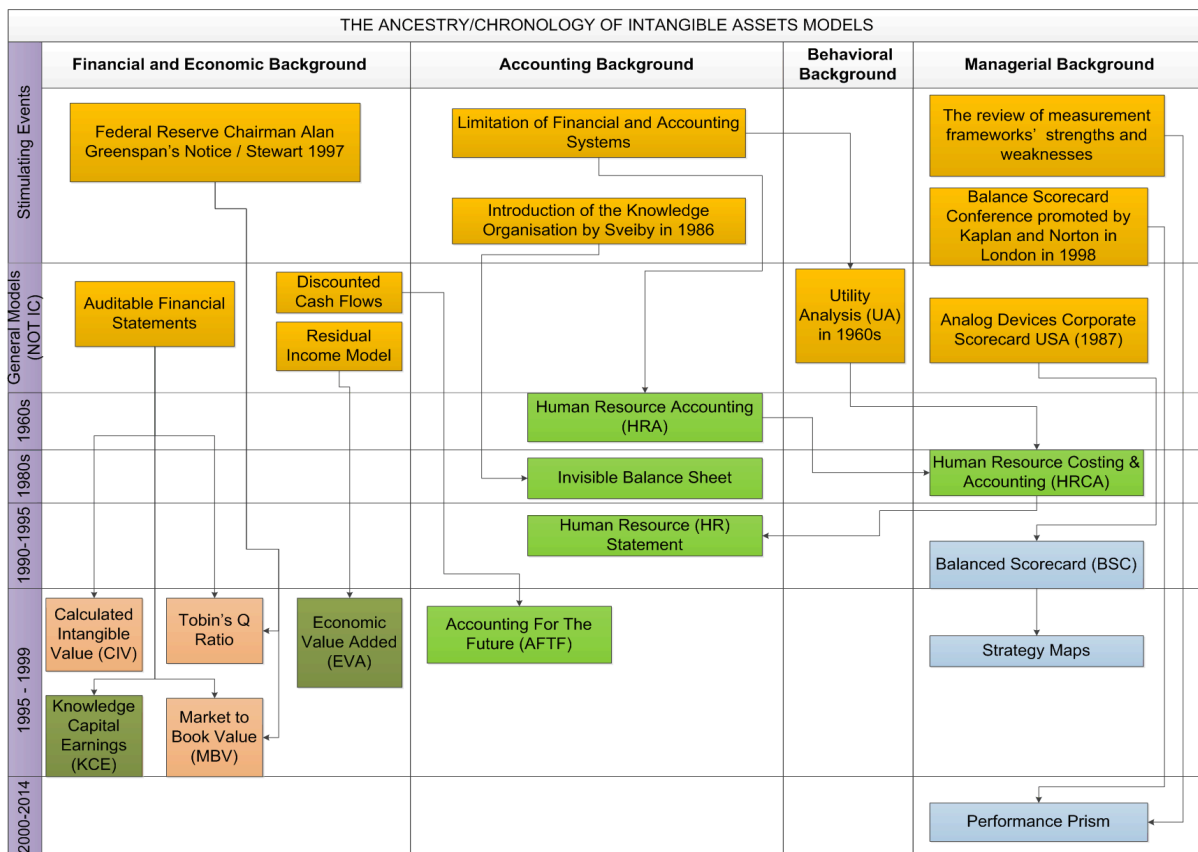 THE ANCESTRY/CHRONOLOGY OF INTANGIBLE ASSETS MODELS
Financial and Economic Background
Accounting Background
Behavioral
Background
Managerial Background
Stimulating Events
Federal Reserve Chairman Alan
Greenspan's Notice / Stewart 1997
Limitation of Financial and Accounting
Systems
The review of measurement
frameworks' strengths and
weaknesses
Introduction of the Knowledge
Organisation by Sveiby in 1986
Balance Scorecard
Conference promoted by
Kaplan and Norton in
London in 1998
General Models
(NOT IC)
Auditable Financial
Statements
Discounted
Cash Flows
Residual
Income Model
Utility
Analysis (UA)
in 1960s
Analog Devices Corporate
Scorecard USA (1987)
1960s
Human Resource Accounting
(HRA)
1980s
Invisible Balance Sheet
Human Resource Costing &
Accounting (HRCA)
1990-1995
Human Resource (HR)
Statement
Balanced Scorecard (BSC)
1995 - 1999
Calculated
Intangible
Value (CIV)
Tobin's Q
Ratio
Economic
Value Added
(EVA)
Accounting For The
Future (AFTF)
Strategy Maps
Knowledge
Capital
Earnings
(KCE)
Market to
Book Value
(MBV)
2000-2014
Performance Prism